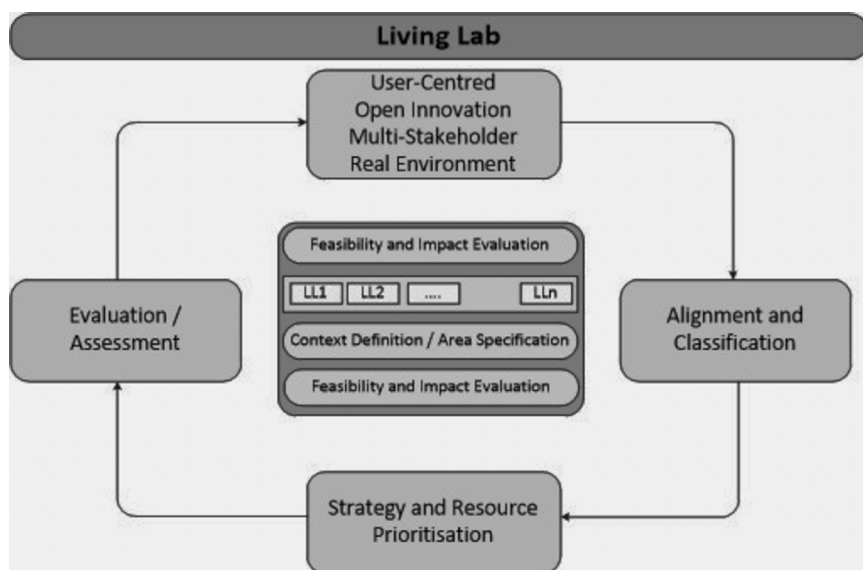 Living Lab
User-Centred
Open Innovation
Multi-Stakeholder
Real Environment
Feasibility and Impact Evaluation
LL1 LL2 .... LLn
Context Definition / Area Specification
Feasibility and Impact Evaluation
Evaluation /
Assessment
Alignment and
Classification
Strategy and Resource
Prioritisation